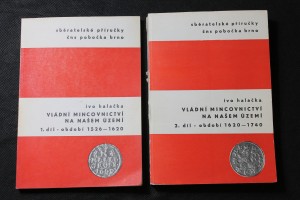 sběratelské příručky
čns pobočka brno
ivo halačka
VLÁDNÍ MINCOVNICTVÍ
NA NAŠEM ÚZEMÍ
1. díl - období 1526—1620
sběratelské příručky
čns pobočka brno
ivo halačka
VLÁDNÍ MINCOVNICTVÍ
NA NAŠEM ÚZEMÍ
2. díl - období 1620—1740